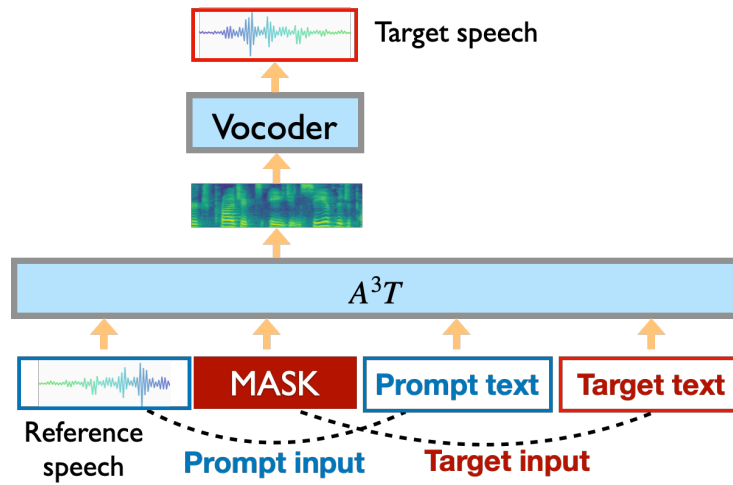 Target speech
Vocoder
A³T
MASK
Prompt text
Target text
Reference
speech
Prompt input
Target input